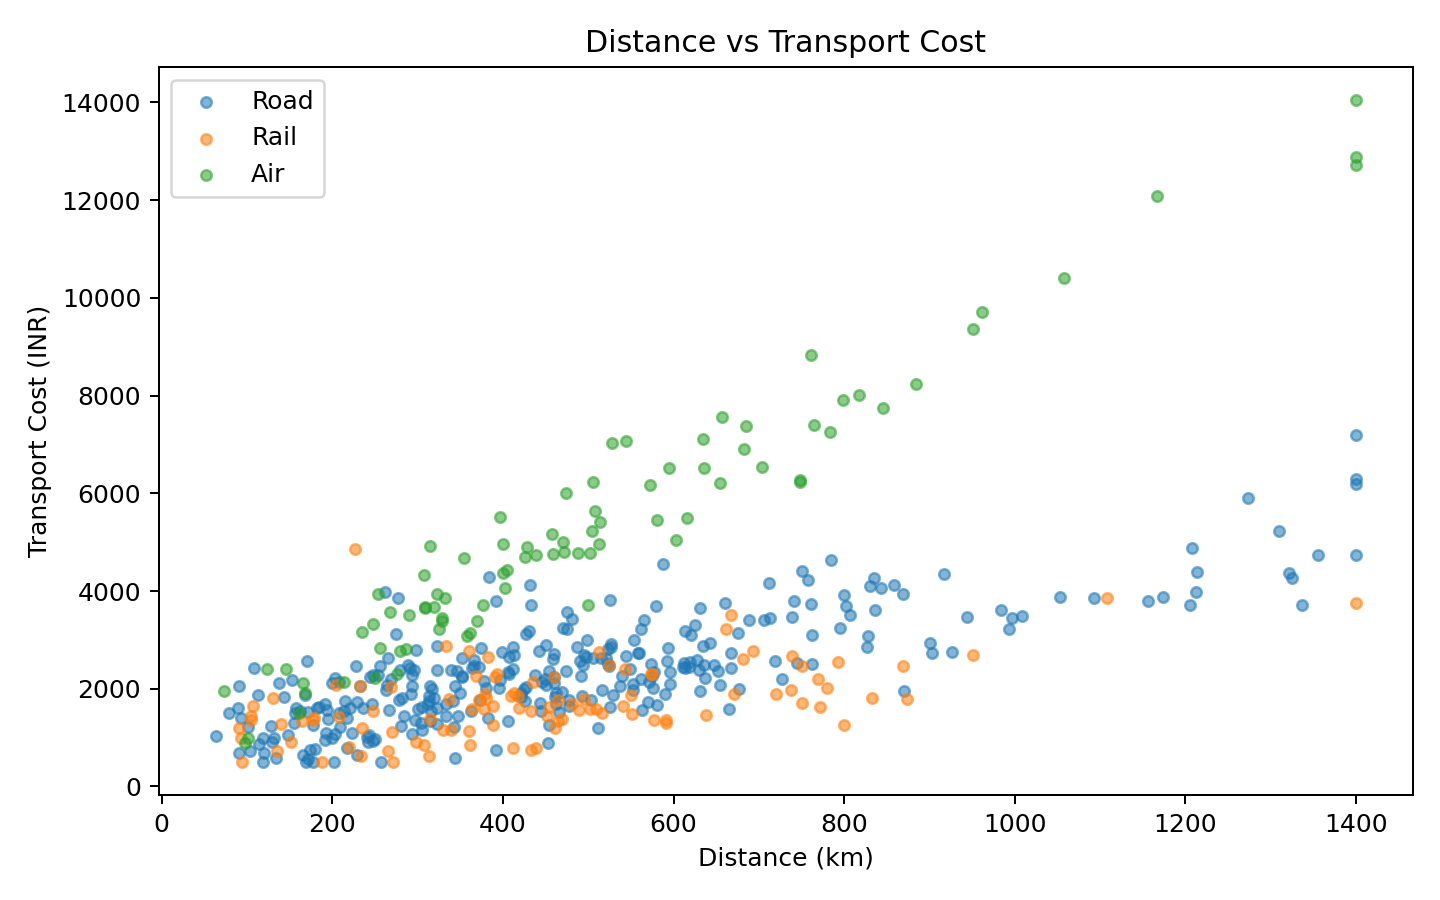 Distance vs Transport Cost
Road
Rail
Air
Transport Cost (INR)
14000
12000
10000
8000
6000
4000
2000
0
0 200 400 600 800 1000 1200 1400
Distance (km)